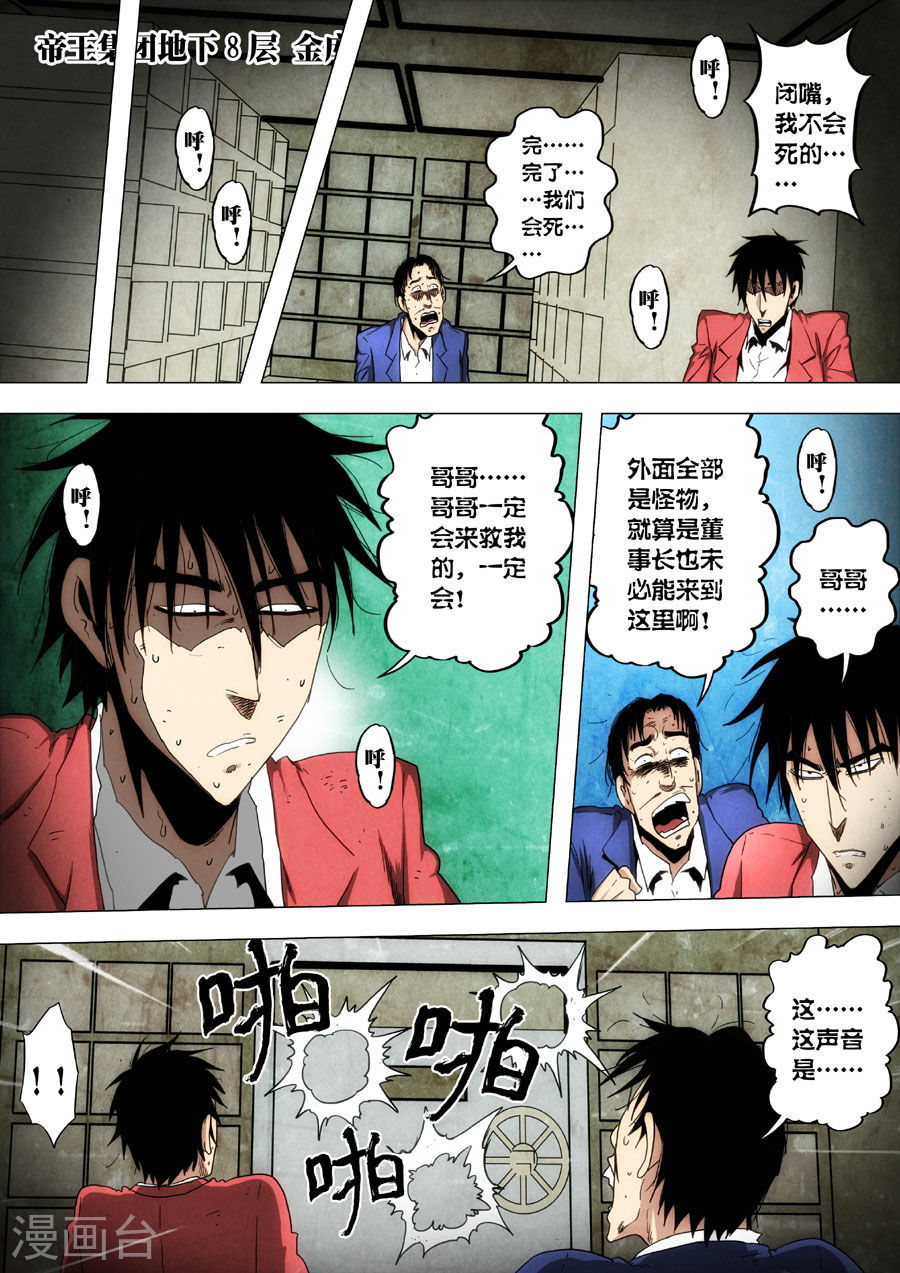 帝王集团地下8层 金库
呼！
闭嘴，
我不会
死的…
……
完……
完了…
…我们
会死…
……
呼！
呼！
呼！
呼！
呼！
哥哥……
哥哥一定
会来救我
的，一定
会！
呼！
外面全部
是怪物，
就算是董
事长也未
必能来到
这里啊！
呼！
哥哥
……
！！
啪
啪
啪
这……
这声音
是……
漫画台